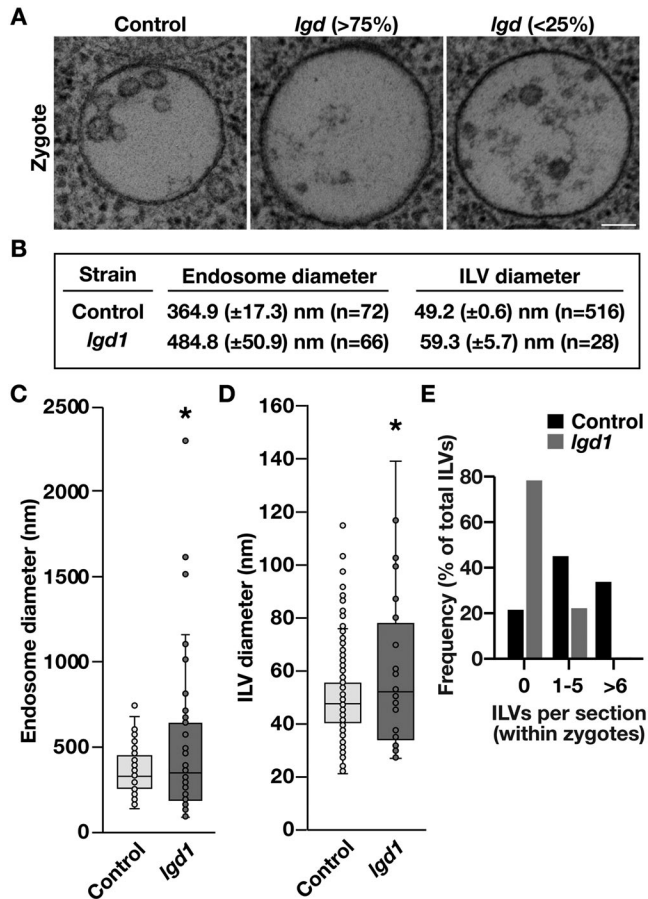 A
Control
lgd (>75%)
lgd (<25%)
Zygote
B
Strain Endosome diameter ILV diameter
Control 364.9 (±17.3) nm (n=72) 49.2 (±0.6) nm (n=516)
lgd1 484.8 (±50.9) nm (n=66) 59.3 (±5.7) nm (n=28)
C
Endosome diameter (nm)
2500
2000
1500
1000
500
0
*
Control
lgd1
D
ILV diameter (nm)
160
140
120
100
80
60
40
20
0
*
Control
lgd1
E
Control
lgd1
Frequency (% of total ILVs)
80
60
40
20
0
0 1-5 >6
ILVs per section
(within zygotes)